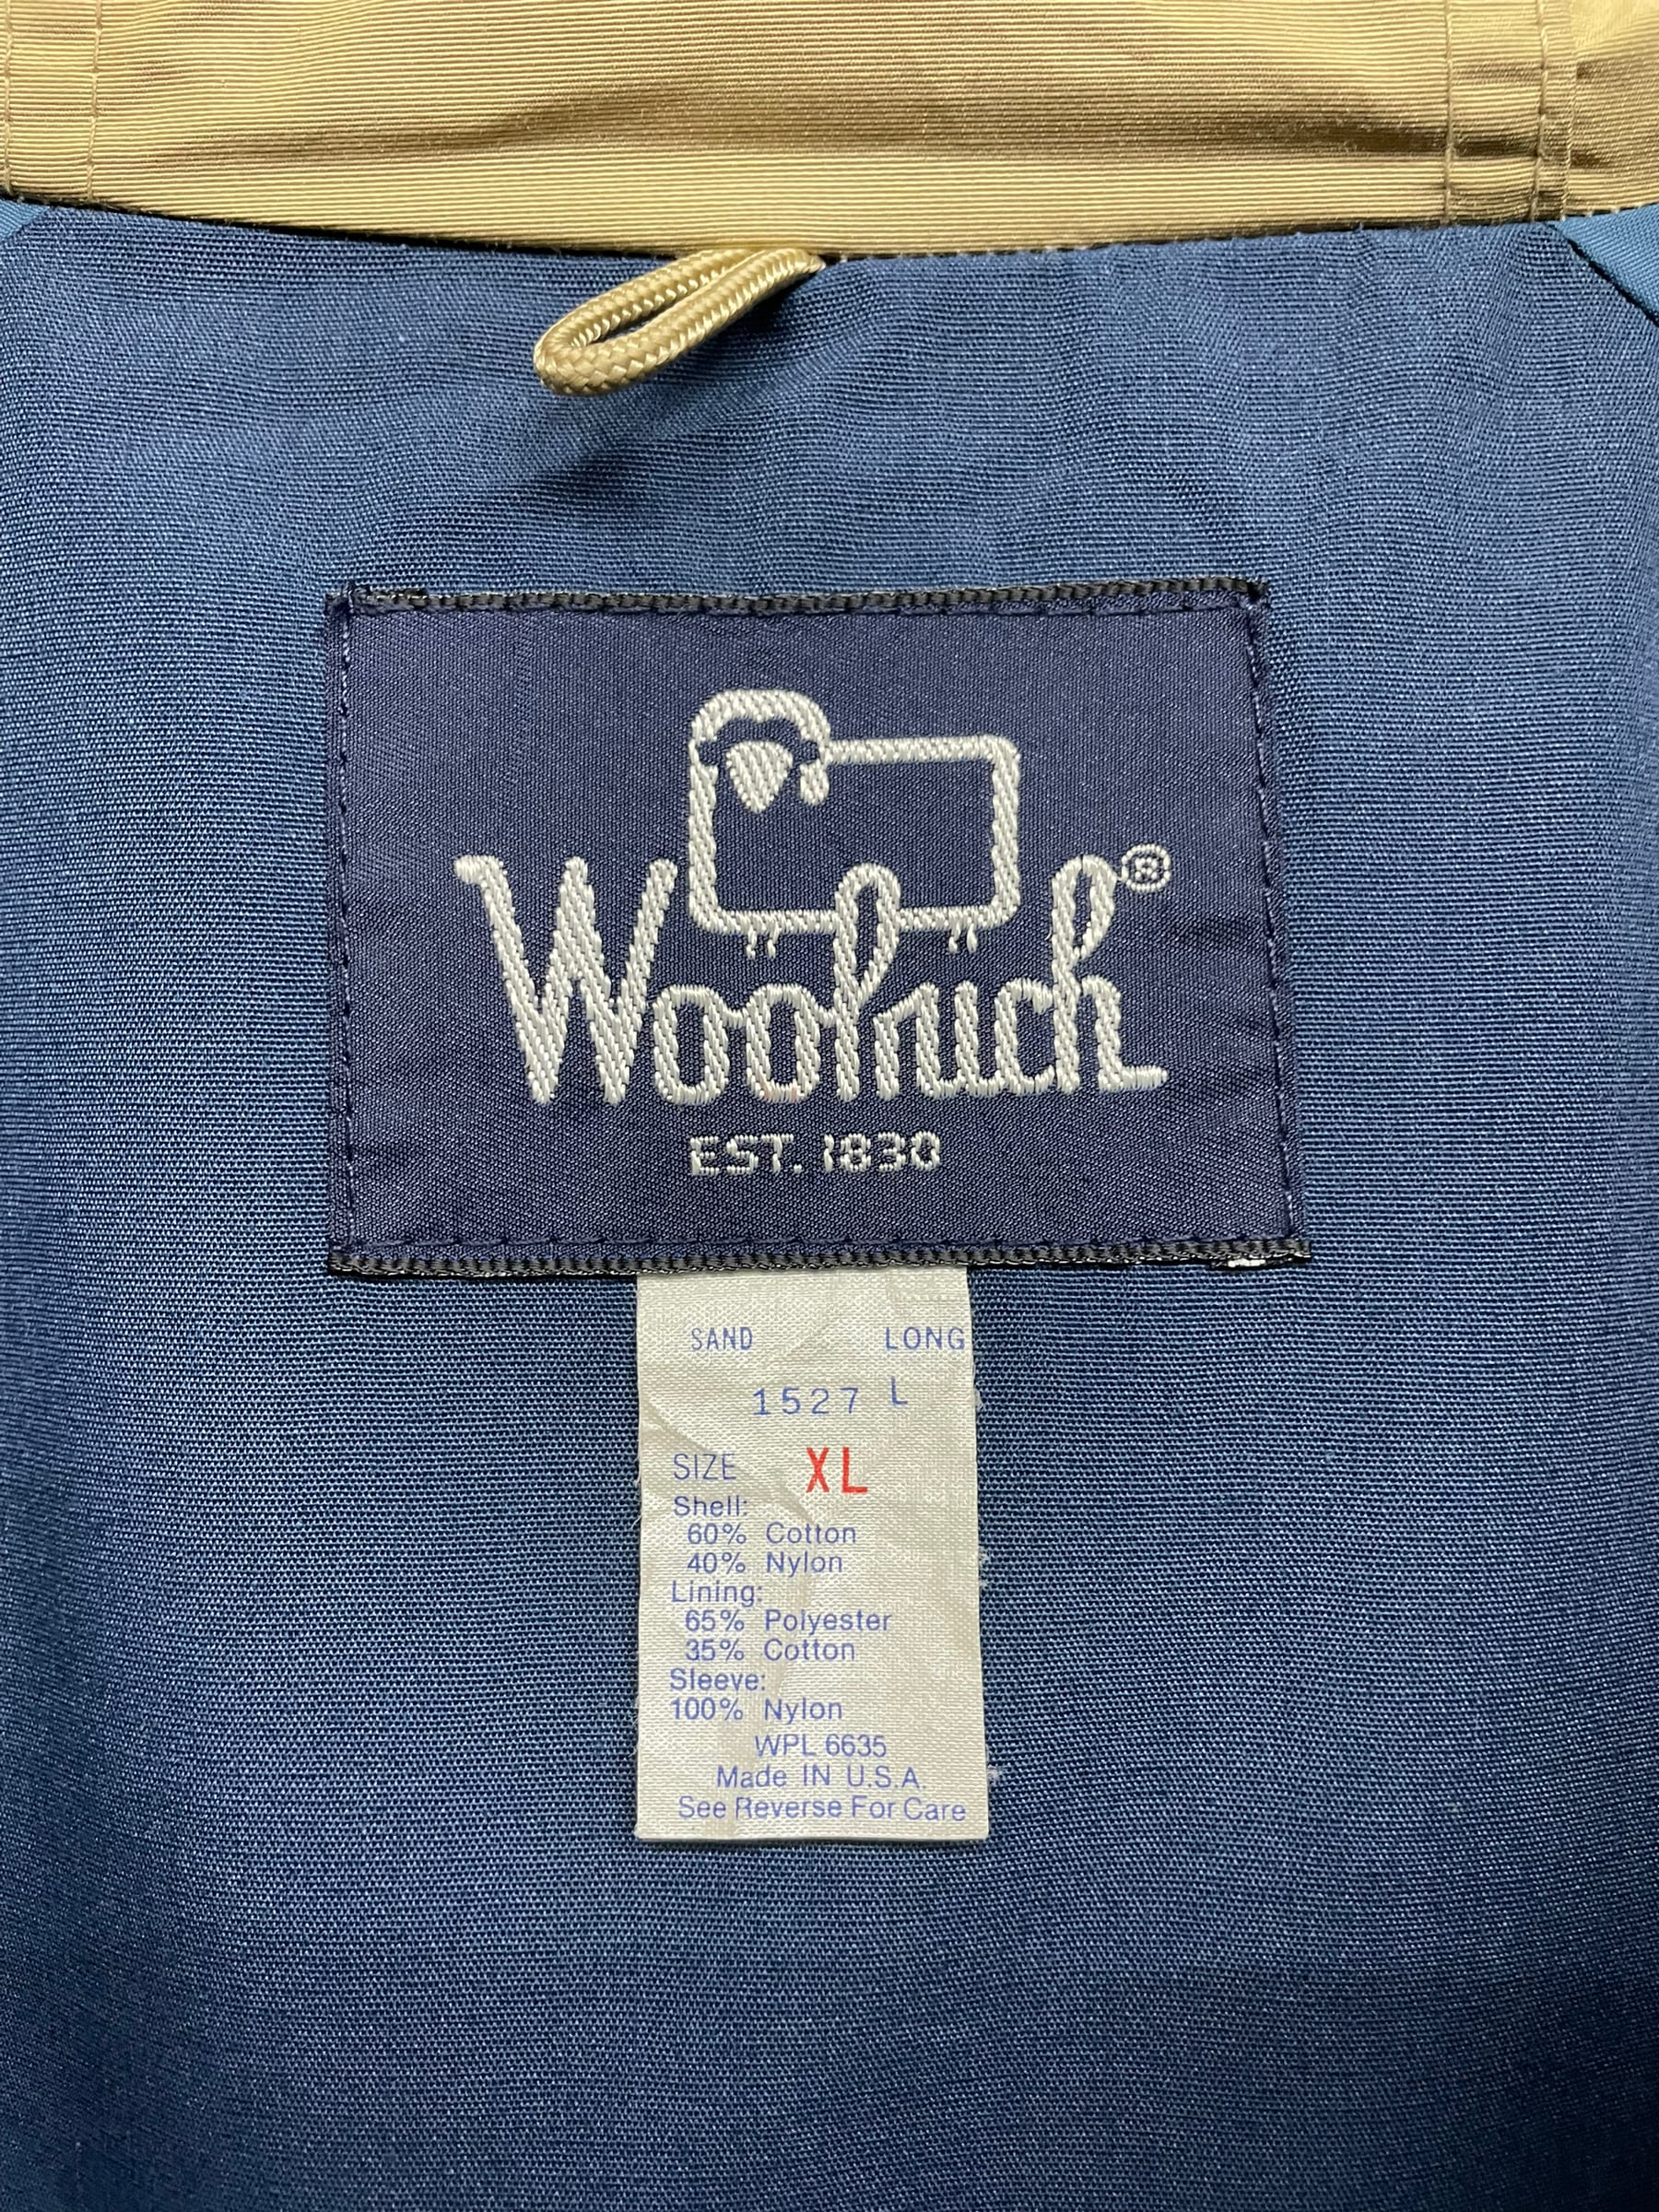 Woolrich®
EST. 1830
SAND LONG
1527 L
SIZE XL
Shell:
60% Cotton
40% Nylon
Lining:
65% Polyester
35% Cotton
Sleeve:
100% Nylon
WPL 6635
Made IN U.S.A.
See Reverse For Care